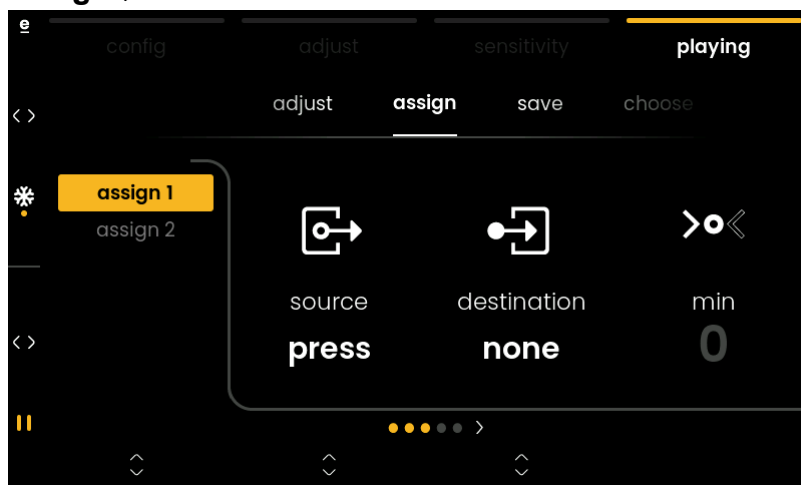 e
config adjust sensitivity playing
adjust assign save choose
assign 1
assign 2
source destination min
press none 0